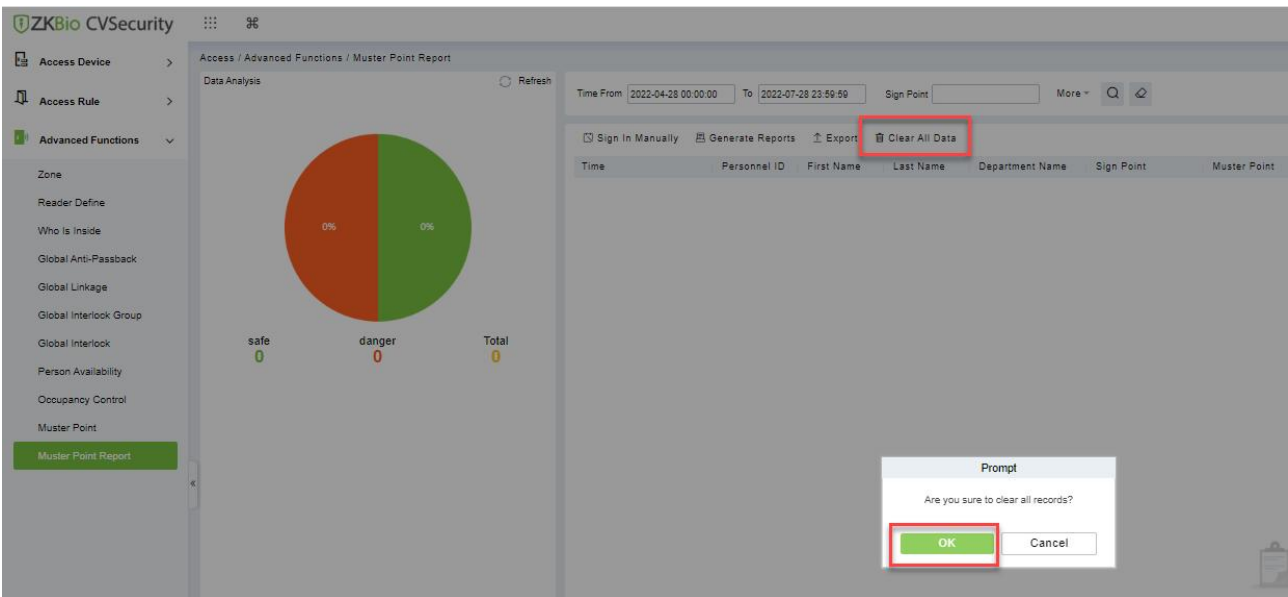 ZKBio CVSecurity
Access Device
Access Rule
Advanced Functions
Zone
Reader Define
Who Is Inside
Global Anti-Passback
Global Linkage
Global Interlock Group
Global Interlock
Person Availability
Occupancy Control
Muster Point
Muster Point Report
Access / Advanced Functions / Muster Point Report
Data Analysis Refresh
0% 0%
safe danger Total
0 0 0
Time From 2022-04-28 00:00:00 To 2022-07-28 23:59:59 Sign Point More
Sign In Manually Generate Reports Export Clear All Data
Time Personnel ID First Name Last Name Department Name Sign Point Muster Point
Prompt
Are you sure to clear all records?
OK Cancel